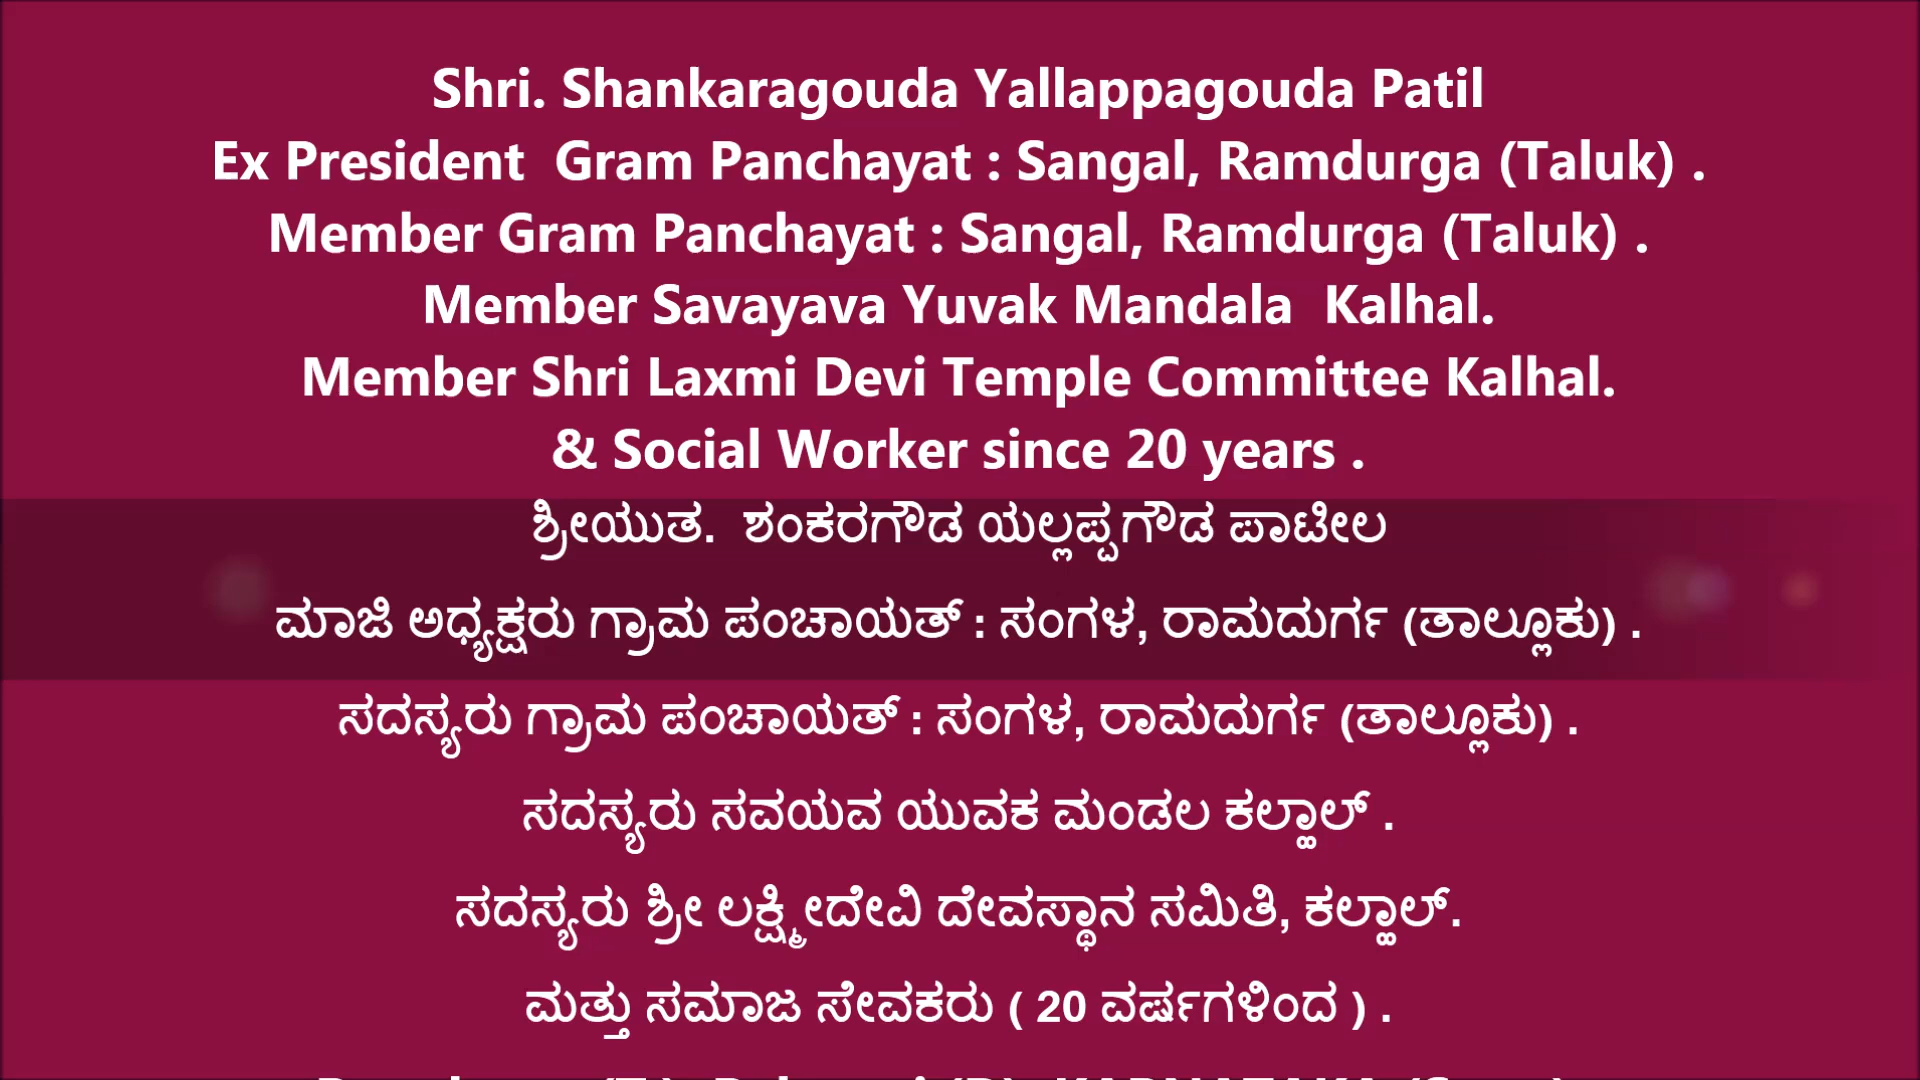 Shri. Shankaragouda Yallappagouda Patil
Ex President  Gram Panchayat : Sangal, Ramdurga (Taluk) .
Member Gram Panchayat : Sangal, Ramdurga (Taluk) .
Member Savayava Yuvak Mandala  Kalhal.
Member Shri Laxmi Devi Temple Committee Kalhal.
& Social Worker since 20 years .
ಶ್ರೀಯುತ.  ಶಂಕರಗೌಡ ಯಲ್ಲಪ್ಪಗೌಡ ಪಾಟೀಲ
ಮಾಜಿ ಅಧ್ಯಕ್ಷರು ಗ್ರಾಮ ಪಂಚಾಯತ್ : ಸಂಗಳ, ರಾಮದುರ್ಗ (ತಾಲ್ಲೂಕು) .
ಸದಸ್ಯರು ಗ್ರಾಮ ಪಂಚಾಯತ್ : ಸಂಗಳ, ರಾಮದುರ್ಗ (ತಾಲ್ಲೂಕು) .
ಸದಸ್ಯರು ಸವಯವ ಯುವಕ ಮಂಡಲ ಕಲ್ಹಾಲ್ .
ಸದಸ್ಯರು ಶ್ರೀ ಲಕ್ಷ್ಮೀದೇವಿ ದೇವಸ್ಥಾನ ಸಮಿತಿ, ಕಲ್ಹಾಲ್.
ಮತ್ತು ಸಮಾಜ ಸೇವಕರು ( 20 ವರ್ಷಗಳಿಂದ ) .